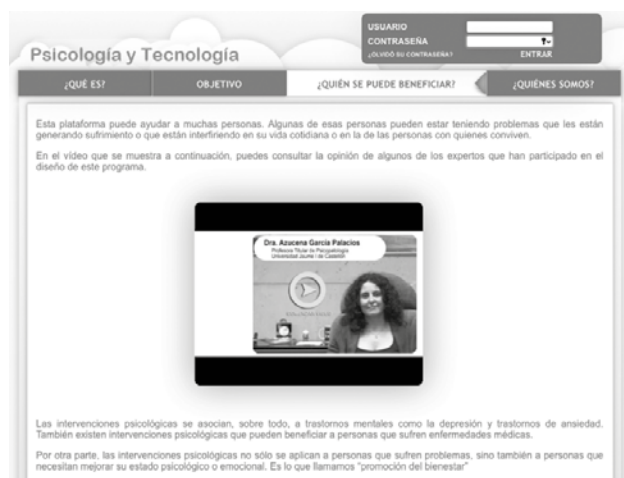 USUARIO
CONTRASEÑA
¿OLVIDÓ SU CONTRASEÑA?
ENTRAR
Psicología y Tecnología
¿QUÉ ES?
OBJETIVO
¿QUIÉN SE PUEDE BENEFICIAR?
¿QUIÉNES SOMOS?
Esta plataforma puede ayudar a muchas personas. Algunas de esas personas pueden estar teniendo problemas que les están
generando sufrimiento o que están interfiriendo en su vida cotidiana o en la de las personas con quienes conviven.
En el vídeo que se muestra a continuación, puedes consultar la opinión de algunos de los expertos que han participado en el
diseño de este programa.
Dra. Azucena García Palacios
Profesora Titular de Psicopatología
Universidad Jaume I de Castellón
Las intervenciones psicológicas se asocian, sobre todo, a trastornos mentales como la depresión y trastornos de ansiedad.
También existen intervenciones psicológicas que pueden beneficiar a personas que sufren enfermedades médicas.
Por otra parte, las intervenciones psicológicas no sólo se aplican a personas que sufren problemas, sino también a personas que
necesitan mejorar su estado psicológico o emocional. Es lo que llamamos "promoción del bienestar"